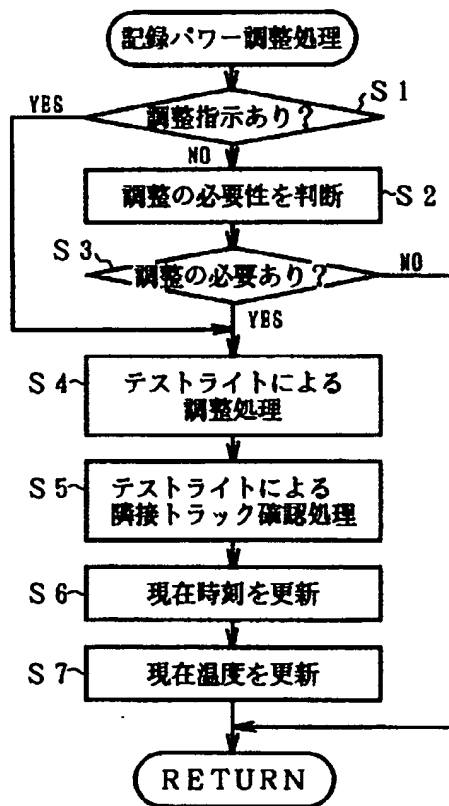 記録パワー調整処理
S1
YES
調整指示あり?
NO
調整の必要性を判断
S2
S3
調整の必要あり?
NO
YES
S4
テストライトによる
調整処理
S5
テストライトによる
隣接トラック確認処理
S6
現在時刻を更新
S7
現在温度を更新
RETURN